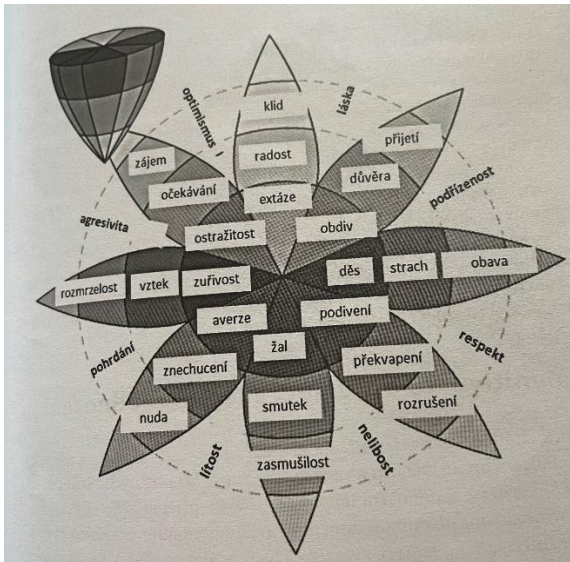 optimismus
láska
klid
přijetí
zájem
radost
důvěra
očekávání
extáze
podřízenost
agresivita
ostražitost
obdiv
rozmrzelost
vztek
zuřivost
děs
strach
obava
averze
podivení
pohrdání
žal
respekt
znechucení
překvapení
nuda
smutek
rozrušení
lítost
nelibost
zasmušilost